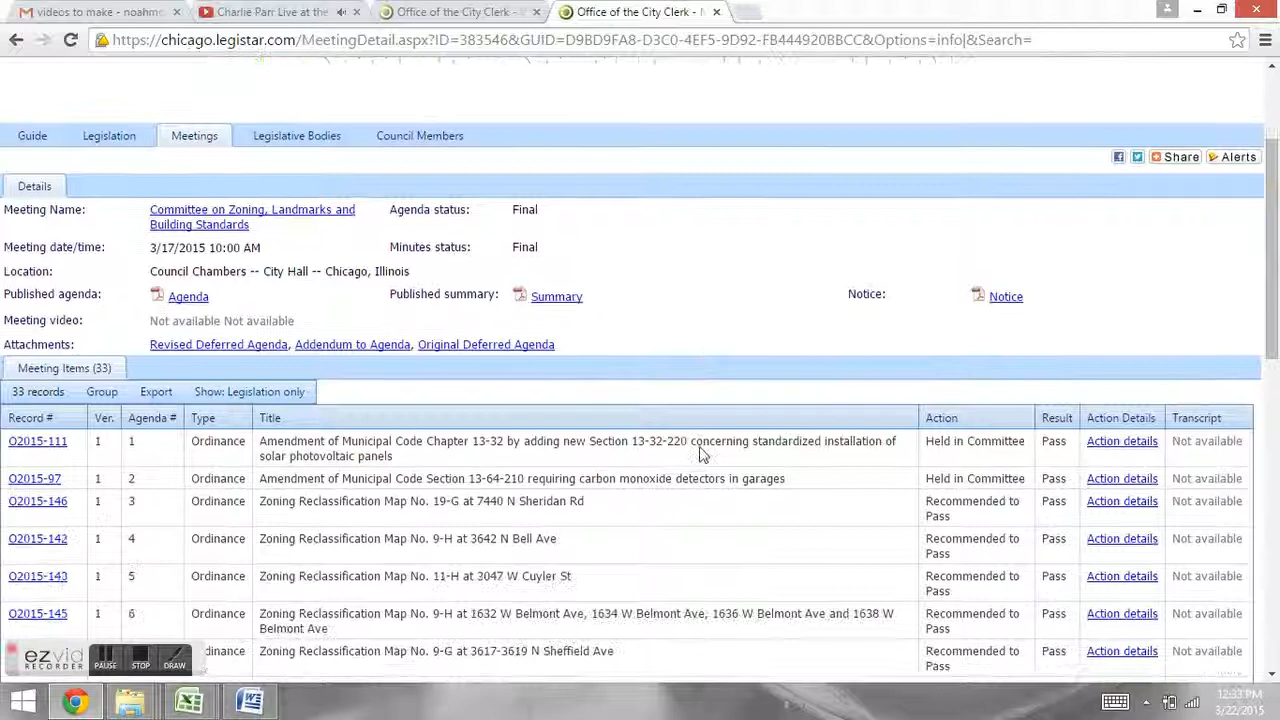 videos to make - noahm
Charlie Parr Live at the
Office of the City Clerk -
Office of the City Clerk -
https://chicago.legistar.com/MeetingDetail.aspx?ID=383546&GUID=D9BD9FA8-D3C0-4EF5-9D92-FB444920BBCC&Options=info|&Search=
Guide Legislation Meetings Legislative Bodies Council Members
Share Alerts
Details
Meeting Name: Committee on Zoning, Landmarks and Agenda status: Final
Building Standards
Meeting date/time: 3/17/2015 10:00 AM Minutes status: Final
Location: Council Chambers -- City Hall -- Chicago, Illinois
Published agenda: Agenda Published summary: Summary Notice: Notice
Meeting video: Not available Not available
Attachments: Revised Deferred Agenda, Addendum to Agenda, Original Deferred Agenda
Meeting Items (33)
33 records Group Export Show: Legislation only
Record # Ver. Agenda # Type Title Action Result Action Details Transcript
O2015-111 1 1 Ordinance Amendment of Municipal Code Chapter 13-32 by adding new Section 13-32-220 concerning standardized installation of Held in Committee Pass Action details Not available
solar photovoltaic panels
O2015-97 1 2 Ordinance Amendment of Municipal Code Section 13-64-210 requiring carbon monoxide detectors in garages Held in Committee Pass Action details Not available
O2015-146 1 3 Ordinance Zoning Reclassification Map No. 19-G at 7440 N Sheridan Rd Recommended to Pass Action details Not available
Pass
O2015-142 1 4 Ordinance Zoning Reclassification Map No. 9-H at 3642 N Bell Ave Recommended to Pass Action details Not available
Pass
O2015-143 1 5 Ordinance Zoning Reclassification Map No. 11-H at 3047 W Cuyler St Recommended to Pass Action details Not available
Pass
O2015-145 1 6 Ordinance Zoning Reclassification Map No. 9-H at 1632 W Belmont Ave, 1634 W Belmont Ave, 1636 W Belmont Ave and 1638 W Recommended to Pass Action details Not available
Belmont Ave Pass
Zoning Reclassification Map No. 9-G at 3617-3619 N Sheffield Ave Recommended to Pass Action details Not available
Pass
ezvid
RECORDER PAUSE STOP DRAW
12:33 PM
3/22/2015